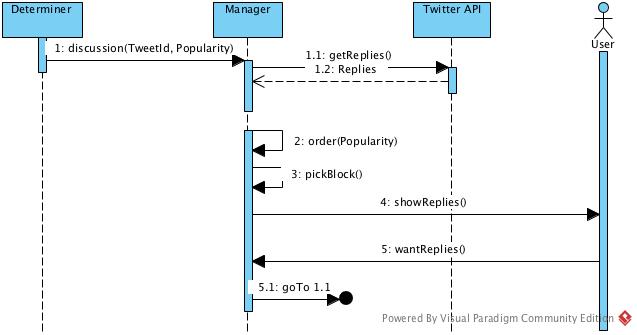 Determiner
Manager
Twitter API
User
1: discussion(TweetId, Popularity)
1.1: getReplies()
1.2: Replies
2: order(Popularity)
3: pickBlock()
4: showReplies()
5: wantReplies()
5.1: goTo 1.1
Powered By Visual Paradigm Community Edition